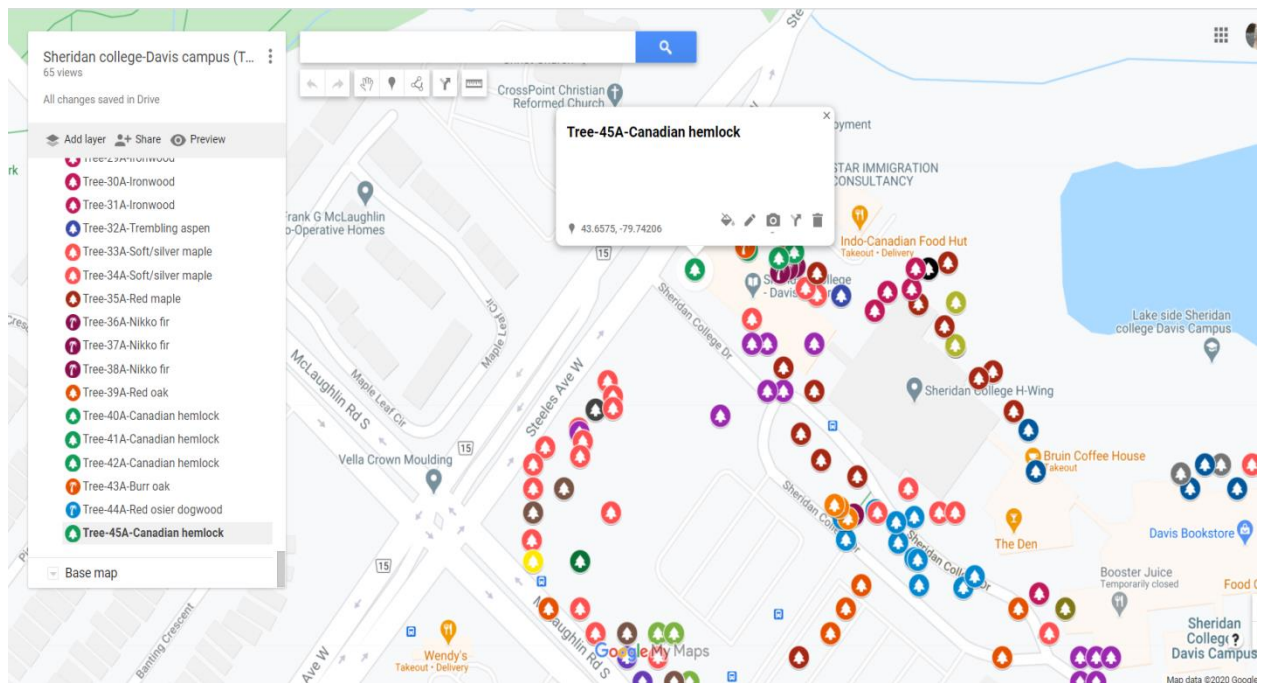 Sheridan college-Davis campus (T...
65 views
All changes saved in Drive
Add layer
Share
Preview
Tree-29A-Ironwood
Tree-30A-Ironwood
Tree-31A-Ironwood
Tree-32A-Trembling aspen
Tree-33A-Soft/silver maple
Tree-34A-Soft/silver maple
Tree-35A-Red maple
Tree-36A-Nikko fir
Tree-37A-Nikko fir
Tree-38A-Nikko fir
Tree-39A-Red oak
Tree-40A-Canadian hemlock
Tree-41A-Canadian hemlock
Tree-42A-Canadian hemlock
Tree-43A-Burr oak
Tree-44A-Red osier dogwood
Tree-45A-Canadian hemlock
Base map
rk
CrossPoint Christian
Reformed Church
Tree-45A-Canadian hemlock
43.6575, -79.74206
oyment
STAR IMMIGRATION
CONSULTANCY
Indo-Canadian Food Hut
Takeout • Delivery
Frank G McLaughlin
o-Operative Homes
15
Sheridan College Dr
Maple Leaf Cir
Maple Leaf Cir
McLaughlin Rd S
Steeles Ave W
15
Vella Crown Moulding
15
Lake side Sheridan
college Davis Campus
Sheridan College H-Wing
Bruin Coffee House
Takeout
Davis Bookstore
The Den
Sheridan College Dr
Booster Juice
Temporarily closed
Food
Banting Crescent
Ave W
Wendy's
Takeout • Delivery
McLaughlin Rd S
Google My Maps
Sheridan
College
Davis Campus
?
Map data ©2020 Google